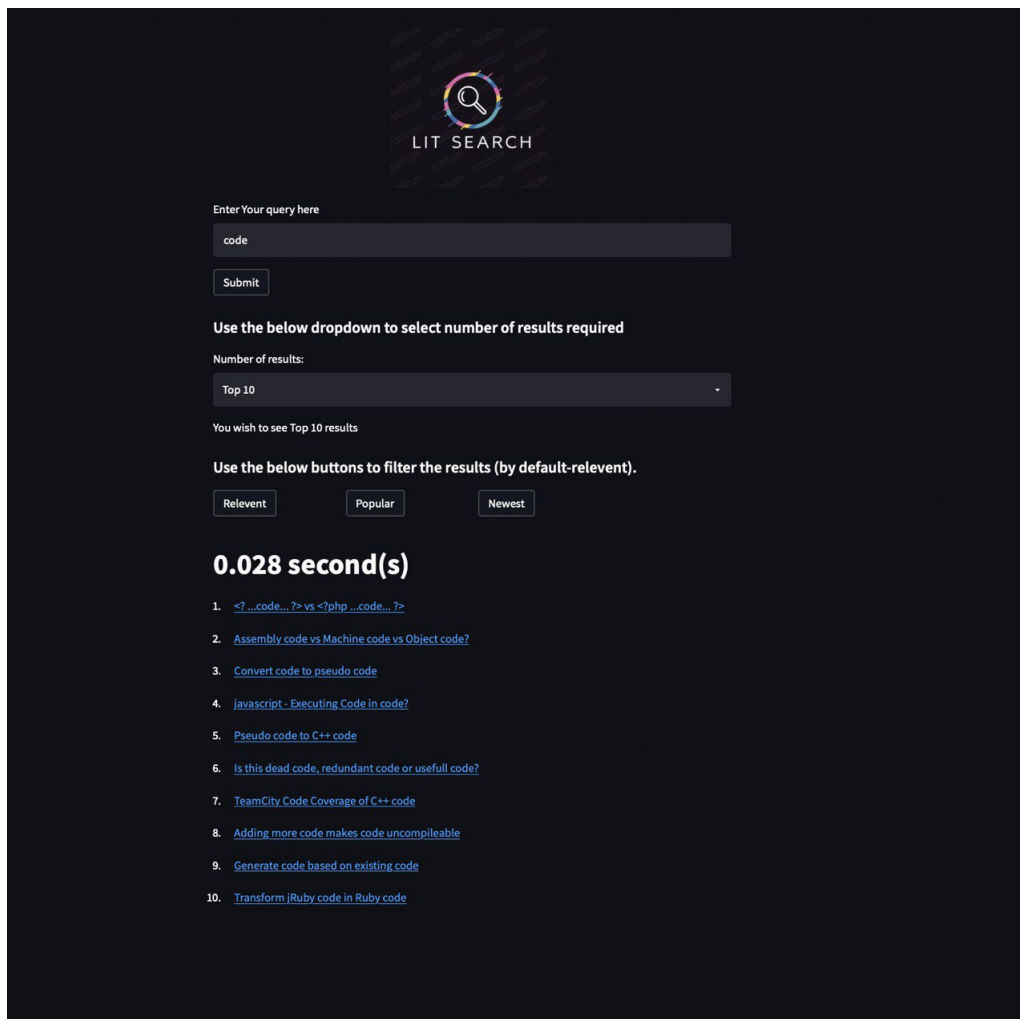 LIT SEARCH
Enter Your query here
code
Submit
Use the below dropdown to select number of results required
Number of results:
Top 10
You wish to see Top 10 results
Use the below buttons to filter the results (by default-relevent).
Relevent Popular Newest
0.028 second(s)
1. <? ...code... ?> vs <?php ...code... ?>
2. Assembly code vs Machine code vs Object code?
3. Convert code to pseudo code
4. javascript - Executing Code in code?
5. Pseudo code to C++ code
6. Is this dead code, redundant code or usefull code?
7. TeamCity Code Coverage of C++ code
8. Adding more code makes code uncompileable
9. Generate code based on existing code
10. Transform jRuby code in Ruby code